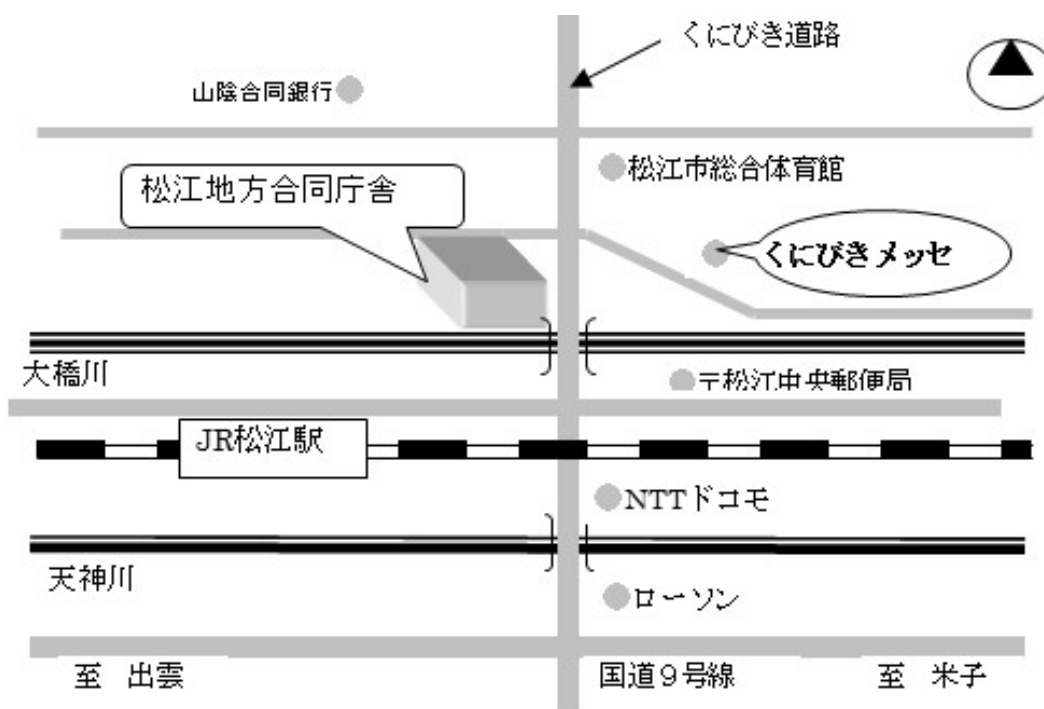 くにびき道路
山陰合同銀行
松江市総合体育館
松江地方合同庁舎
くにびきメッセ
大橋川
〒松江中央郵便局
JR松江駅
NTTドコモ
天神川
ローソン
至 出雲
国道9号線
至 米子